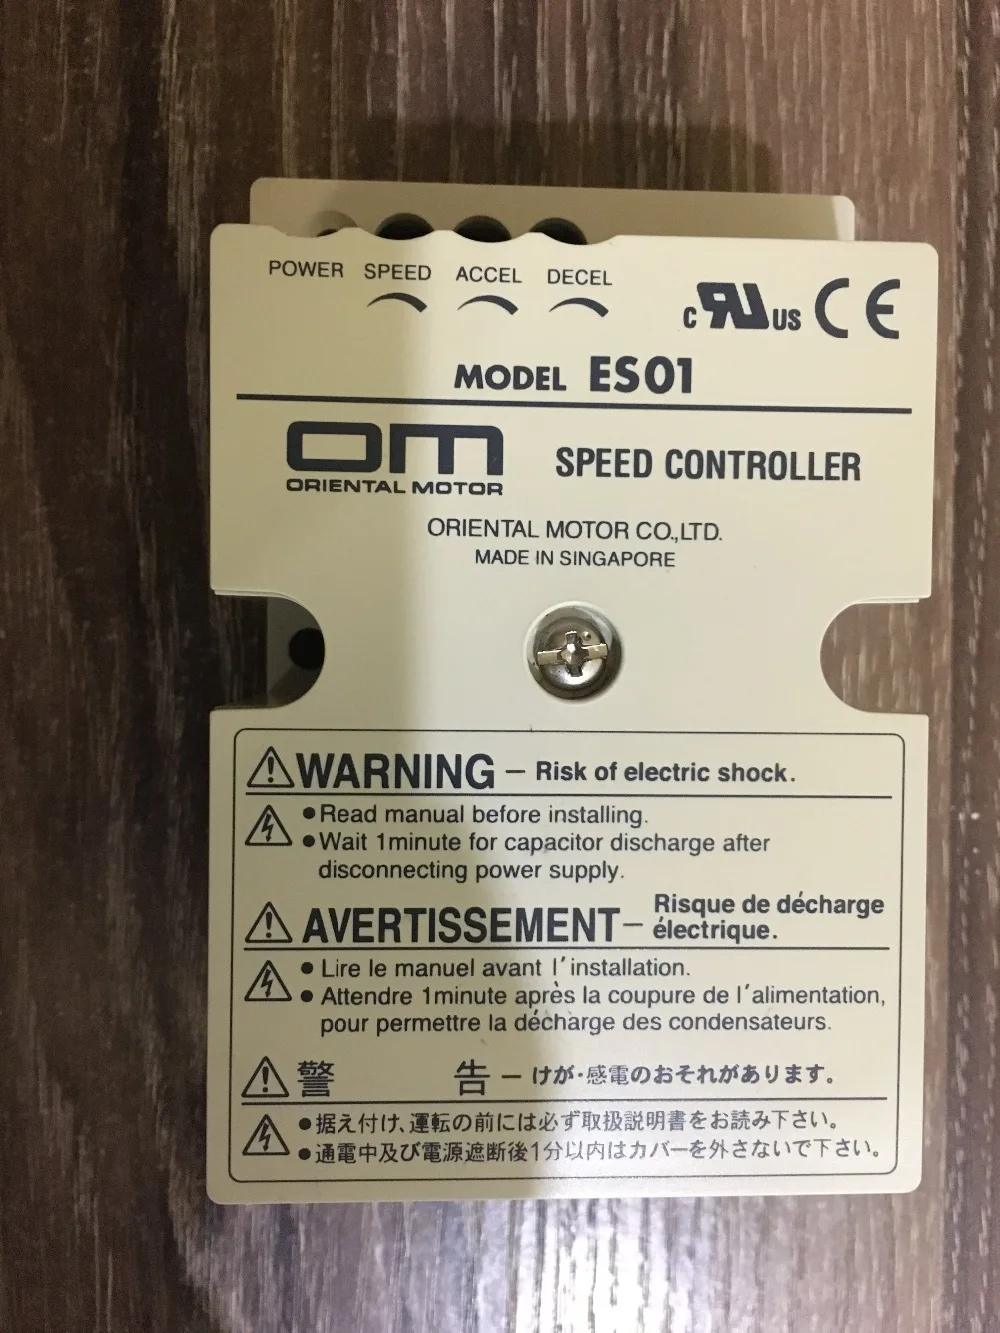 POWER SPEED ACCEL DECEL
c RU US CE
MODEL ES01
OM
ORIENTAL MOTOR
SPEED CONTROLLER
ORIENTAL MOTOR CO.,LTD.
MADE IN SINGAPORE
WARNING – Risk of electric shock.
●Read manual before installing.
●Wait 1minute for capacitor discharge after
disconnecting power supply.
AVERTISSEMENT – Risque de décharge
électrique.
● Lire le manuel avant l'installation.
● Attendre 1minute après la coupure de l'alimentation,
pour permettre la décharge des condensateurs.
警 告 – けが・感電のおそれがあります。
●据え付け、運転の前には必ず取扱説明書をお読み下さい。
●通電中及び電源遮断後1分以内はカバーを外さないで下さい。